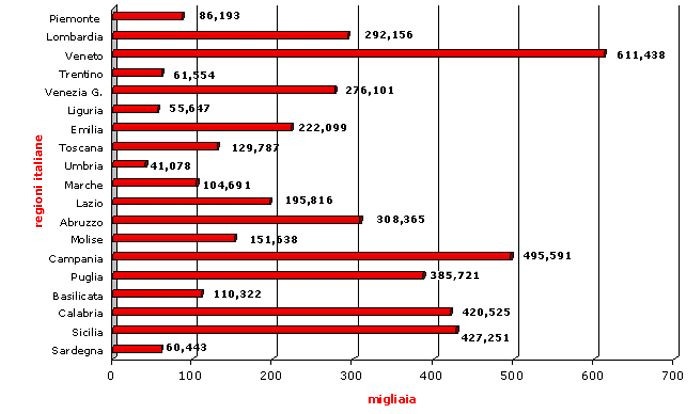 Piemonte 86,193
Lombardia 292,156
Veneto 611,438
Trentino 61,554
Venezia G. 276,101
Liguria 55,647
Emilia 222,099
Toscana 129,787
Umbria 41,078
Marche 104,691
Lazio 195,816
Abruzzo 308,365
Molise 151,638
Campania 495,591
Puglia 385,721
Basilicata 110,322
Calabria 420,525
Sicilia 427,251
Sardegna 60,443
regioni italiane
0 100 200 300 400 500 600 700
migliaia